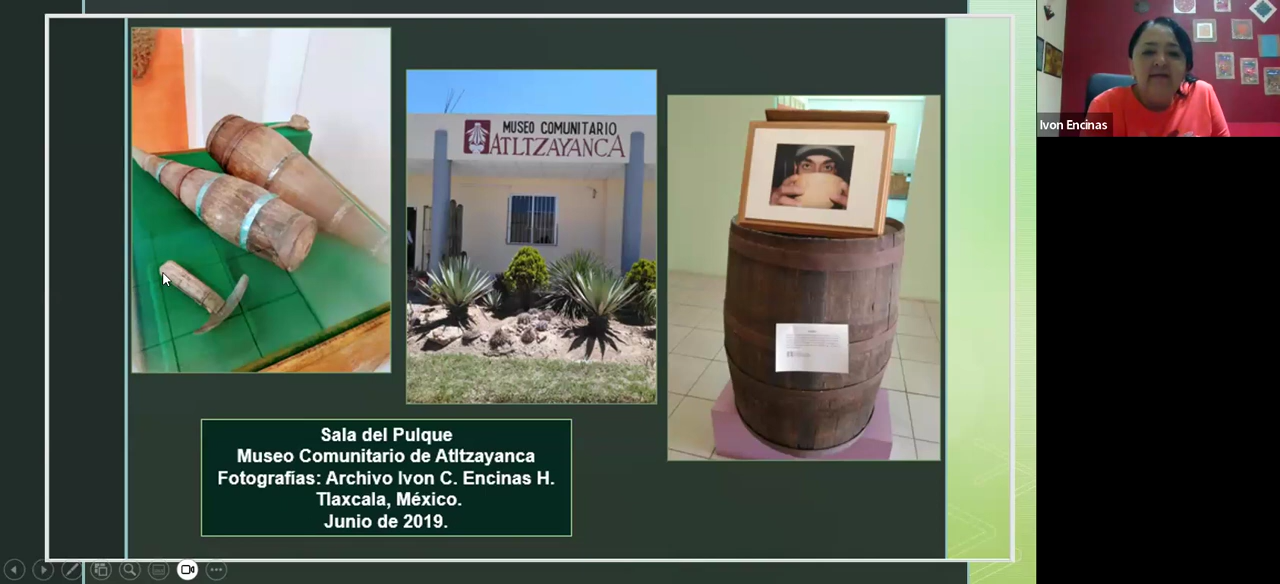 MUSEO COMUNITARIO
ATLTZAYANCA
Ivon Encinas
Sala del Pulque
Museo Comunitario de Atltzayanca
Fotografías: Archivo Ivon C. Encinas H.
Tlaxcala, México.
Junio de 2019.